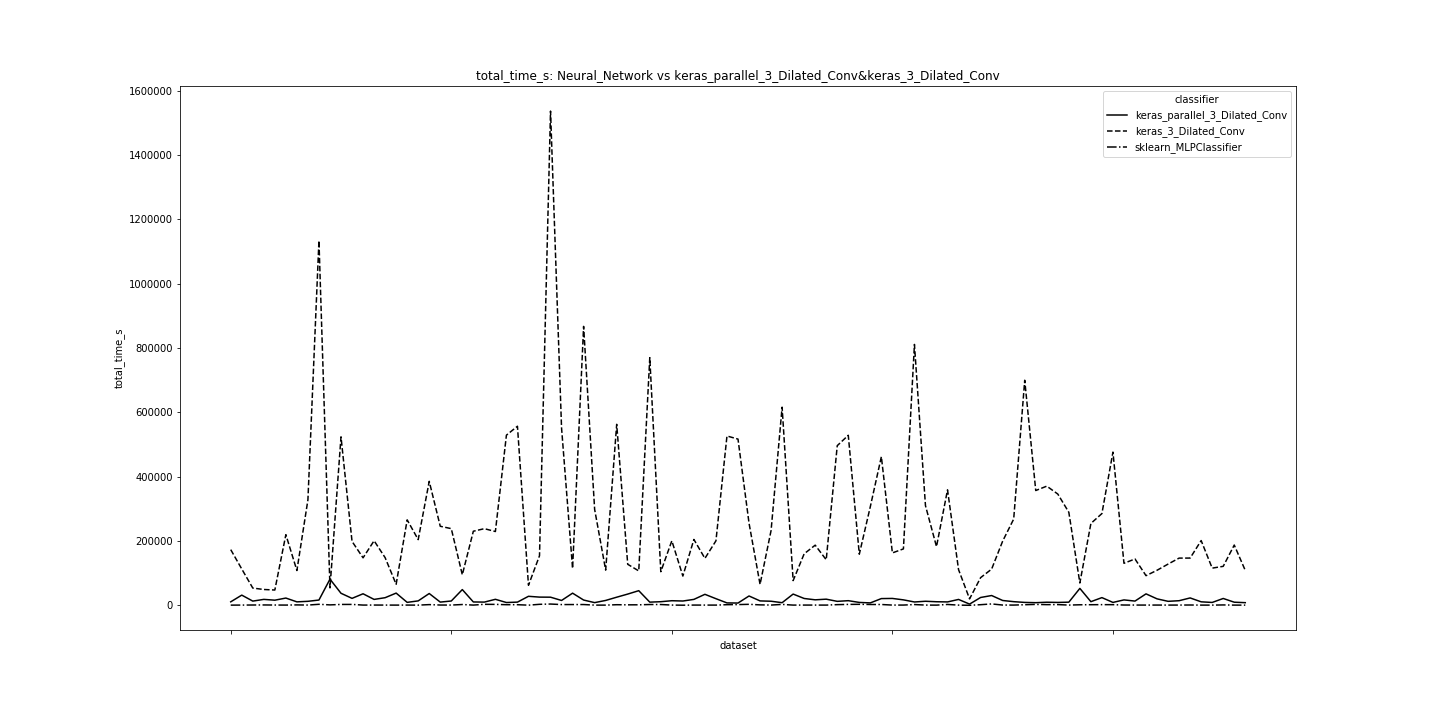 total_time_s: Neural_Network vs keras_parallel_3_Dilated_Conv&keras_3_Dilated_Conv
classifier
keras_parallel_3_Dilated_Conv
keras_3_Dilated_Conv
sklearn_MLPClassifier
1600000
1400000
1200000
1000000
800000
600000
400000
200000
0
total_time_s
dataset